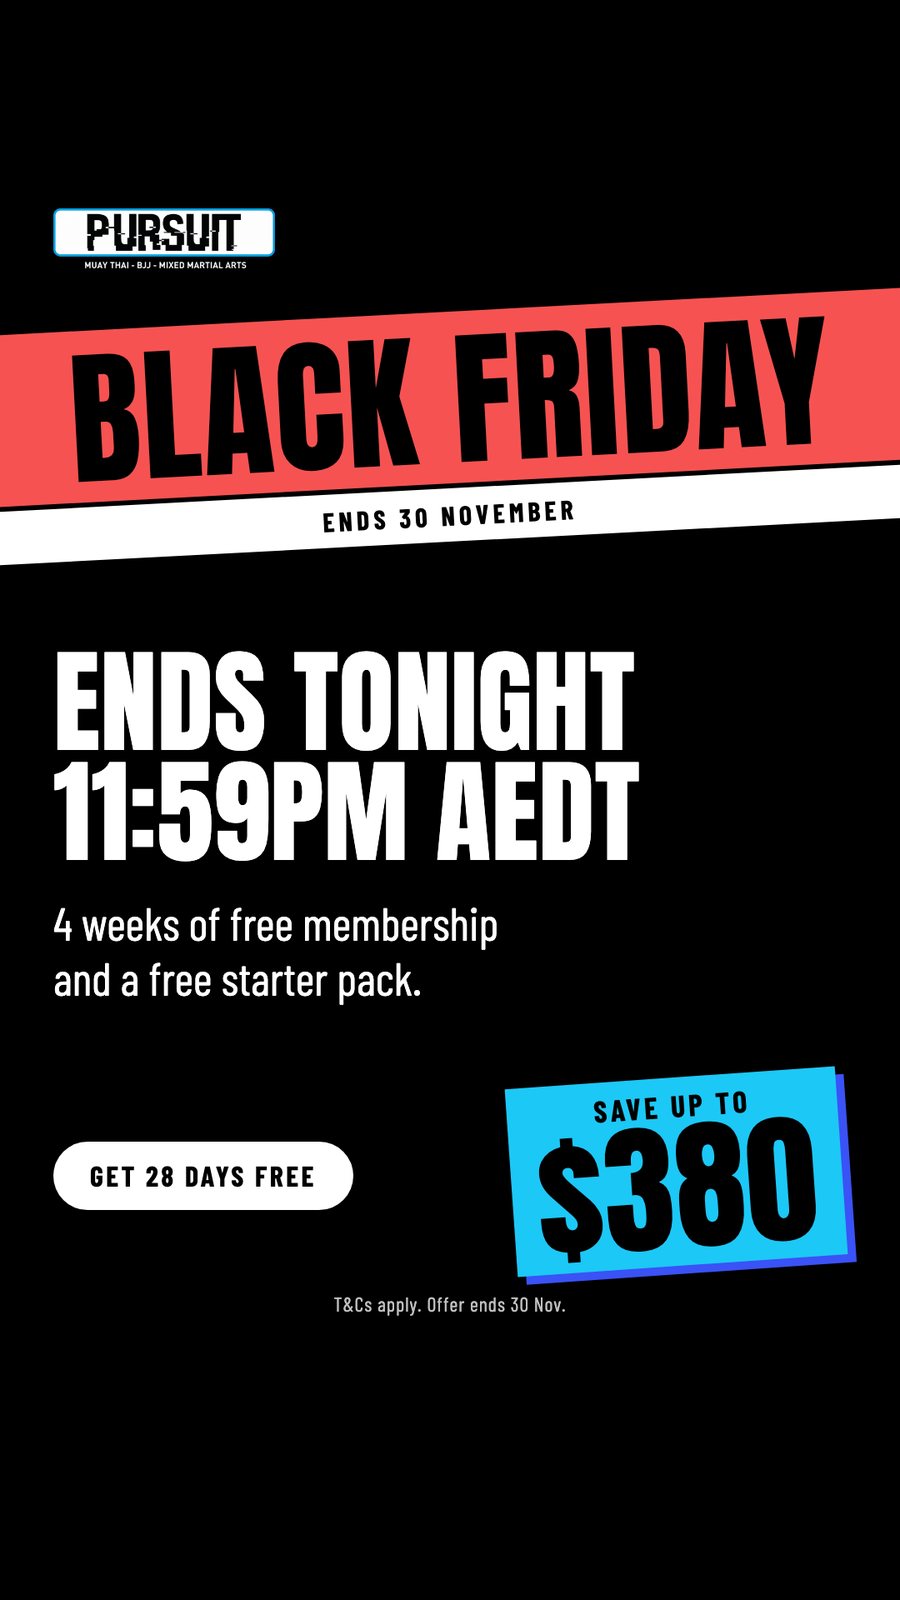 PURSUIT
MUAY THAI - BJJ - MIXED MARTIAL ARTS
BLACK FRIDAY
ENDS 30 NOVEMBER
ENDS TONIGHT
11:59PM AEDT
4 weeks of free membership
and a free starter pack.
SAVE UP TO
$380
GET 28 DAYS FREE
T&Cs apply. Offer ends 30 Nov.